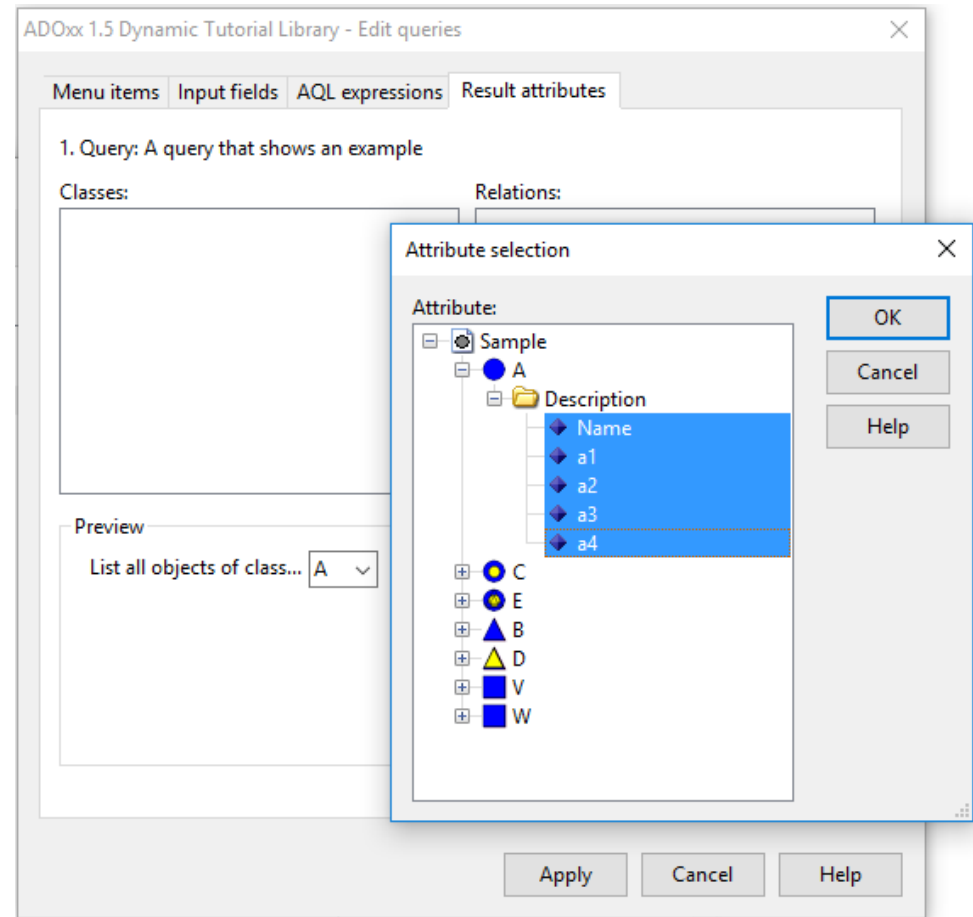 ADOxx 1.5 Dynamic Tutorial Library - Edit queries
Menu items Input fields AQL expressions Result attributes
1. Query: A query that shows an example
Classes: Relations:
Attribute selection
Attribute:
OK
Cancel
Help
Sample
A
Description
Name
a1
a2
a3
a4
C
E
B
D
V
W
Preview
List all objects of class... A
Apply Cancel Help